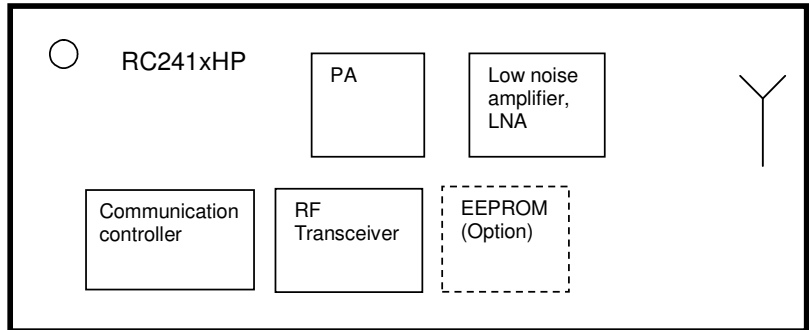 RC241xHP
PA
Low noise
amplifier,
LNA
Communication
controller
RF
Transceiver
EEPROM
(Option)